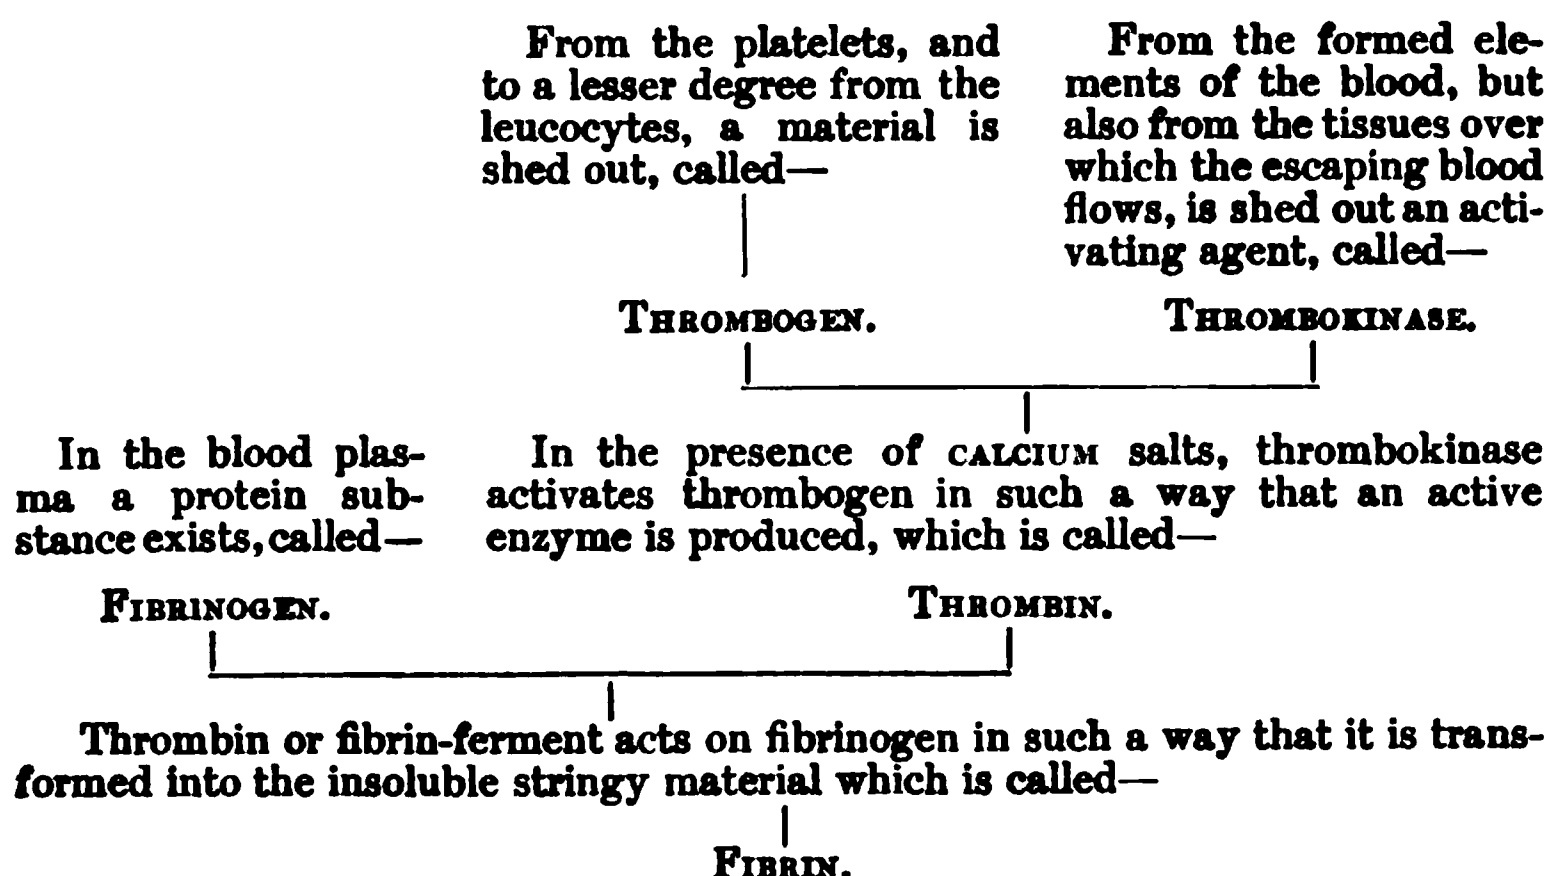 From the platelets, and
to a lesser degree from the
leucocytes, a material is
shed out, called—
THROMBOGEN.
From the formed ele-
ments of the blood, but
also from the tissues over
which the escaping blood
flows, is shed out an acti-
vating agent, called—
THROMBOKINASE.
In the blood plas-
ma a protein sub-
stance exists, called—
FIBRINOGEN.
In the presence of CALCIUM salts, thrombokinase
activates thrombogen in such a way that an active
enzyme is produced, which is called—
THROMBIN.
Thrombin or fibrin-ferment acts on fibrinogen in such a way that it is trans-
formed into the insoluble stringy material which is called—
FIBRIN.